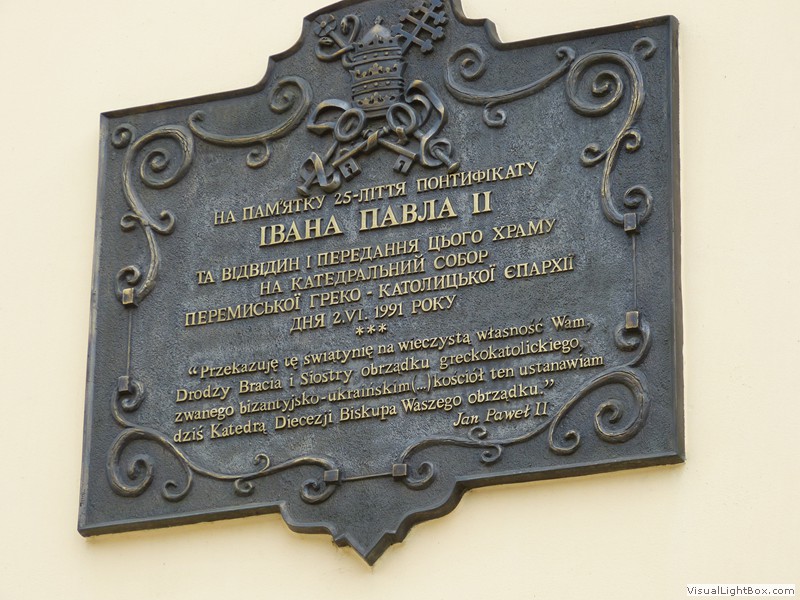 НА ПАМ'ЯТКУ 25-ЛІТТЯ ПОНТИФІКАТУ
ІВАНА ПАВЛА ІІ
ТА ВІДВІДИН І ПЕРЕДАННЯ ЦЬОГО ХРАМУ
НА КАТЕДРАЛЬНИЙ СОБОР
ПЕРЕМИСЬКОЇ ГРЕКО-КАТОЛИЦЬКОЇ ЄПАРХІЇ
ДНЯ 2.VI.1991 РОКУ
***
"Przekazuję tę świątynię na wieczystą własność Wam,
Drodzy Bracia i Siostry obrządku greckokatolickiego,
zwanego bizantyjsko-ukraińskim(...)kościół ten ustanawiam
dziś Katedrą Diecezji Biskupa Waszego obrządku."
Jan Paweł II
VisualLightBox.com